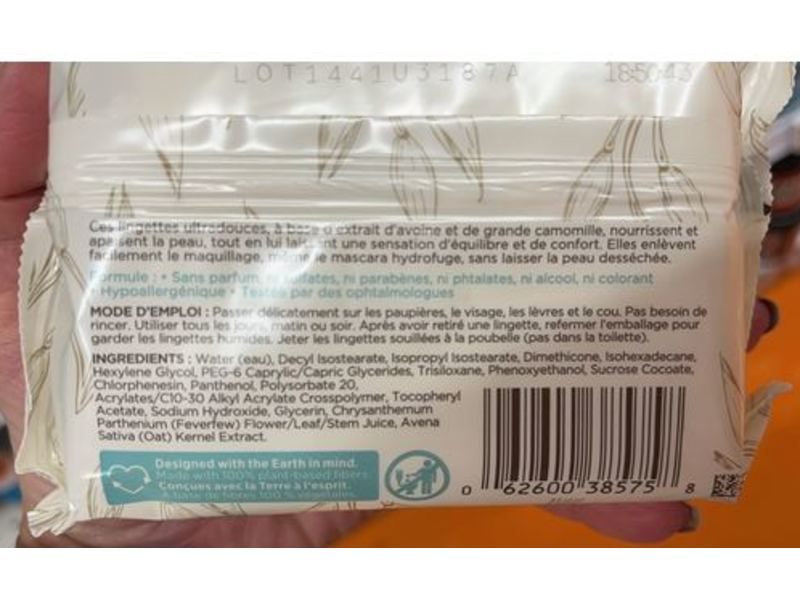 LOT1441U3187A 18:50:43
Ces lingettes ultradouces, à base d'extrait d'avoine et de grande camomille, nourrissent et
apaisent la peau, tout en lui laissant une sensation d'équilibre et de confort. Elles enlèvent
facilement le maquillage, même le mascara hydrofuge, sans laisser la peau desséchée.
Formule : • Sans parfum, ni sulfates, ni parabènes, ni phtalates, ni alcool, ni colorant
• Hypoallergénique • Testée par des ophtalmologues
MODE D'EMPLOI : Passer délicatement sur les paupières, le visage, les lèvres et le cou. Pas besoin de
rincer. Utiliser tous les jours, matin ou soir. Après avoir retiré une lingette, refermer l'emballage pour
garder les lingettes humides. Jeter les lingettes souillées à la poubelle (pas dans la toilette).
INGREDIENTS : Water (eau), Decyl Isostearate, Isopropyl Isostearate, Dimethicone, Isohexadecane,
Hexylene Glycol, PEG-6 Caprylic/Capric Glycerides, Trisiloxane, Phenoxyethanol, Sucrose Cocoate,
Chlorphenesin, Panthenol, Polysorbate 20,
Acrylates/C10-30 Alkyl Acrylate Crosspolymer, Tocopheryl
Acetate, Sodium Hydroxide, Glycerin, Chrysanthemum
Parthenium (Feverfew) Flower/Leaf/Stem Juice, Avena
Sativa (Oat) Kernel Extract.
Designed with the Earth in mind.
Made with 100% plant-based fibers.
Conçues avec la Terre à l'esprit.
À base de fibres 100 % végétales.
0 62600 38575 8